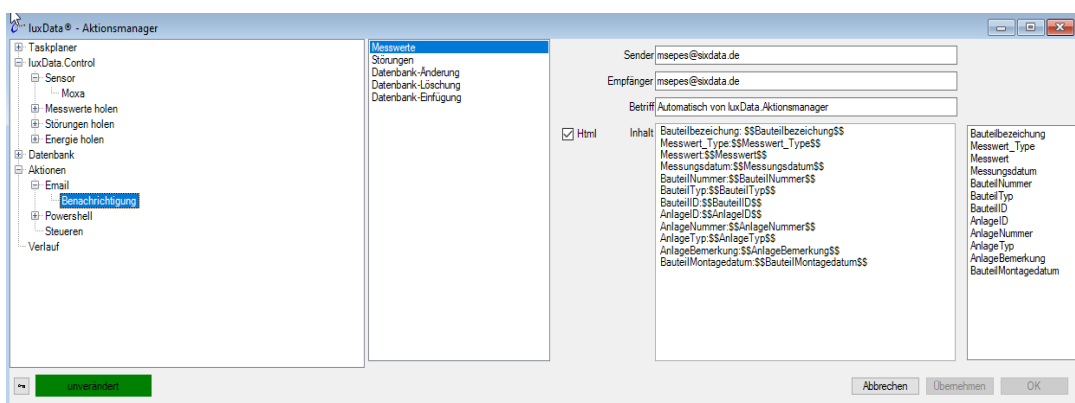 luxData® - Aktionsmanager
Taskplaner
luxData.Control
Sensor
Moxa
Messwerte holen
Störungen holen
Energie holen
Datenbank
Aktionen
Email
Benachrichtigung
Powershell
Steueren
Verlauf
Messwerte
Störungen
Datenbank-Änderung
Datenbank-Löschung
Datenbank-Einfügung
Sender msepes@sixdata.de
Empfänger msepes@sixdata.de
Betriff Automatisch von luxData.Aktionsmanager
Html
Inhalt
Bauteilbezeichung: $$Bauteilbezeichung$$
Messwert_Type:$$Messwert_Type$$
Messwert:$$Messwert$$
Messungsdatum:$$Messungsdatum$$
BauteilNummer:$$BauteilNummer$$
BauteilTyp:$$BauteilTyp$$
BauteilID:$$BauteilID$$
AnlageID:$$AnlageID$$
AnlageNummer:$$AnlageNummer$$
AnlageTyp:$$AnlageTyp$$
AnlageBemerkung:$$AnlageBemerkung$$
BauteilMontagedatum:$$BauteilMontagedatum$$
Bauteilbezeichung
Messwert_Type
Messwert
Messungsdatum
BauteilNummer
BauteilTyp
BauteilID
AnlageID
AnlageNummer
AnlageTyp
AnlageBemerkung
BauteilMontagedatum
unverändert
Abbrechen
Übernehmen
OK